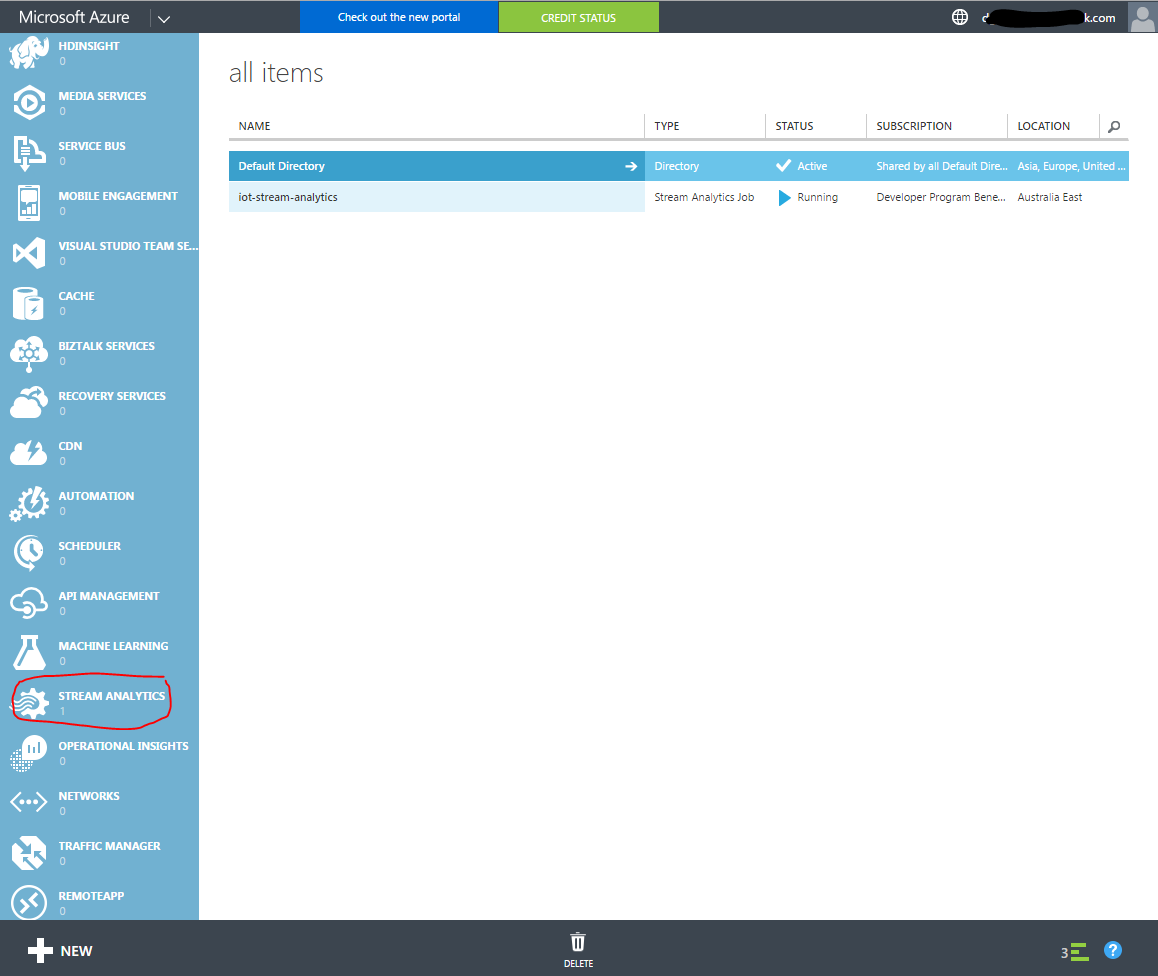 Microsoft Azure
Check out the new portal
CREDIT STATUS
k.com
HDINSIGHT
0
MEDIA SERVICES
0
SERVICE BUS
0
MOBILE ENGAGEMENT
0
VISUAL STUDIO TEAM SE...
0
CACHE
0
BIZTALK SERVICES
0
RECOVERY SERVICES
0
CDN
0
AUTOMATION
0
SCHEDULER
0
API MANAGEMENT
0
MACHINE LEARNING
0
STREAM ANALYTICS
1
OPERATIONAL INSIGHTS
0
NETWORKS
0
TRAFFIC MANAGER
0
REMOTEAPP
0
all items
NAME TYPE STATUS SUBSCRIPTION LOCATION
Default Directory Directory Active Shared by all Default Dire... Asia, Europe, United ...
iot-stream-analytics Stream Analytics Job Running Developer Program Bene... Australia East
NEW
DELETE
3
?